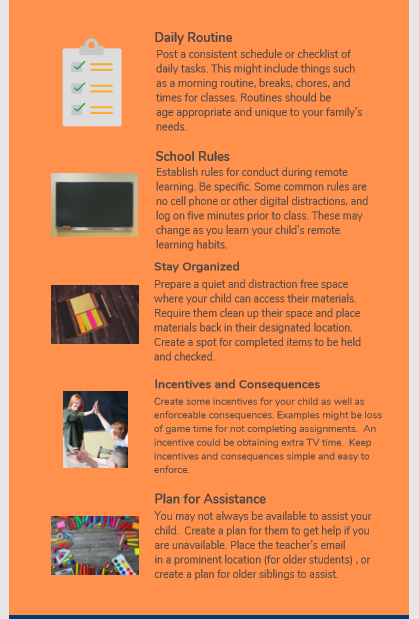 Daily Routine
Post a consistent schedule or checklist of
daily tasks. This might include things such
as a morning routine, breaks, chores, and
times for classes. Routines should be
age appropriate and unique to your family's
needs.
School Rules
Establish rules for conduct during remote
learning. Be specific. Some common rules are
no cell phone or other digital distractions, and
log on five minutes prior to class. These may
change as you learn your child's remote
learning habits.
Stay Organized
Prepare a quiet and distraction free space
where your child can access their materials.
Require them clean up their space and place
materials back in their designated location.
Create a spot for completed items to be held
and checked.
Incentives and Consequences
Create some incentives for your child as well as
enforceable consequences. Examples might be loss
of game time for not completing assignments. An
incentive could be obtaining extra TV time. Keep
incentives and consequences simple and easy to
enforce.
Plan for Assistance
You may not always be available to assist your
child. Create a plan for them to get help if you
are unavailable. Place the teacher's email
in a prominent location (for older students) , or
create a plan for older siblings to assist.